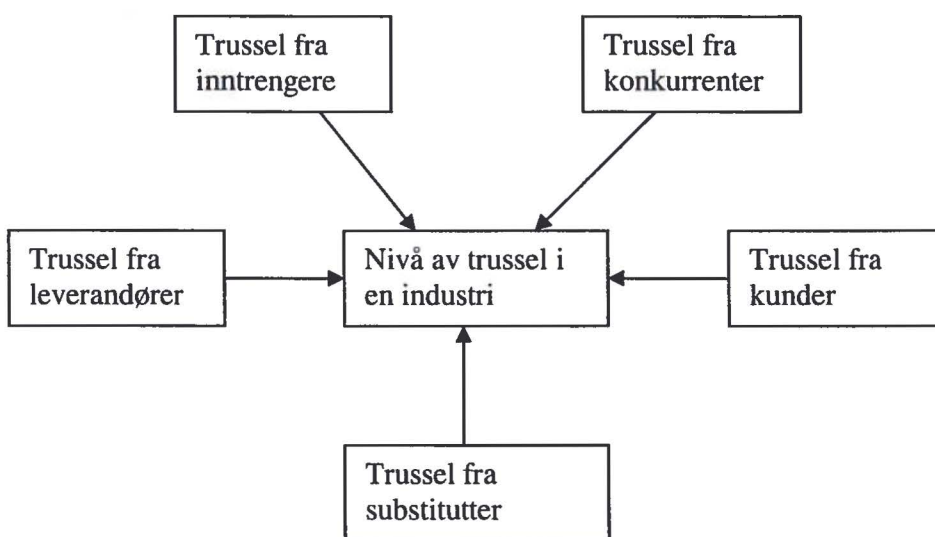 Trussel fra
inntrengere
Trussel fra
konkurrenter
Trussel fra
leverandører
Nivå av trussel i
en industri
Trussel fra
kunder
Trussel fra
substitutter